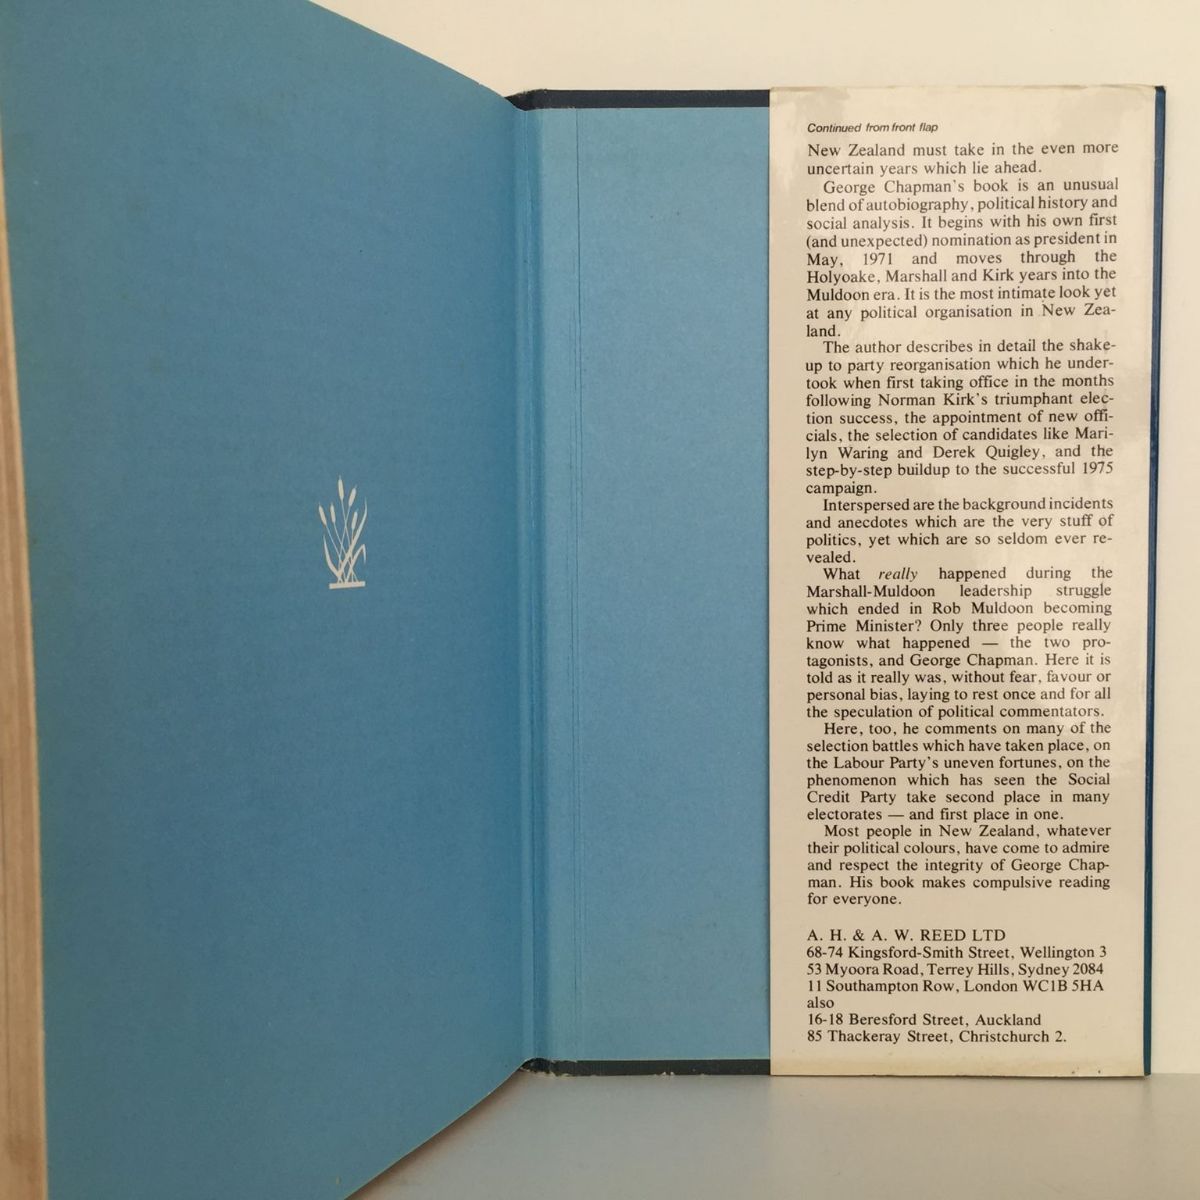 Continued from front flap
New Zealand must take in the even more
uncertain years which lie ahead.
George Chapman's book is an unusual
blend of autobiography, political history and
social analysis. It begins with his own first
(and unexpected) nomination as president in
May, 1971 and moves through the
Holyoake, Marshall and Kirk years into the
Muldoon era. It is the most intimate look yet
at any political organisation in New Zea-
land.
The author describes in detail the shake-
up to party reorganisation which he under-
took when first taking office in the months
following Norman Kirk's triumphant elec-
tion success, the appointment of new offi-
cials, the selection of candidates like Mari-
lyn Waring and Derek Quigley, and the
step-by-step buildup to the successful 1975
campaign.
Interspersed are the background incidents
and anecdotes which are the very stuff of
politics, yet which are so seldom ever re-
vealed.
What really happened during the
Marshall-Muldoon leadership struggle
which ended in Rob Muldoon becoming
Prime Minister? Only three people really
know what happened — the two pro-
tagonists, and George Chapman. Here it is
told as it really was, without fear, favour or
personal bias, laying to rest once and for all
the speculation of political commentators.
Here, too, he comments on many of the
selection battles which have taken place, on
the Labour Party's uneven fortunes, on the
phenomenon which has seen the Social
Credit Party take second place in many
electorates — and first place in one.
Most people in New Zealand, whatever
their political colours, have come to admire
and respect the integrity of George Chap-
man. His book makes compulsive reading
for everyone.
A. H. & A. W. REED LTD
68-74 Kingsford-Smith Street, Wellington 3
53 Myoora Road, Terrey Hills, Sydney 2084
11 Southampton Row, London WC1B 5HA
also
16-18 Beresford Street, Auckland
85 Thackeray Street, Christchurch 2.